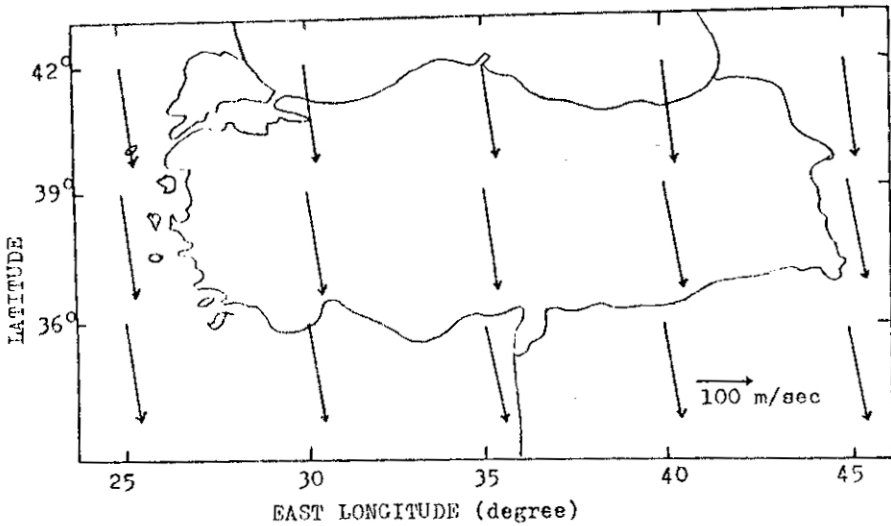 42°
39°
36°
LATITUDE
100 m/sec
25 30 35 40 45
EAST LONGITUDE (degree)